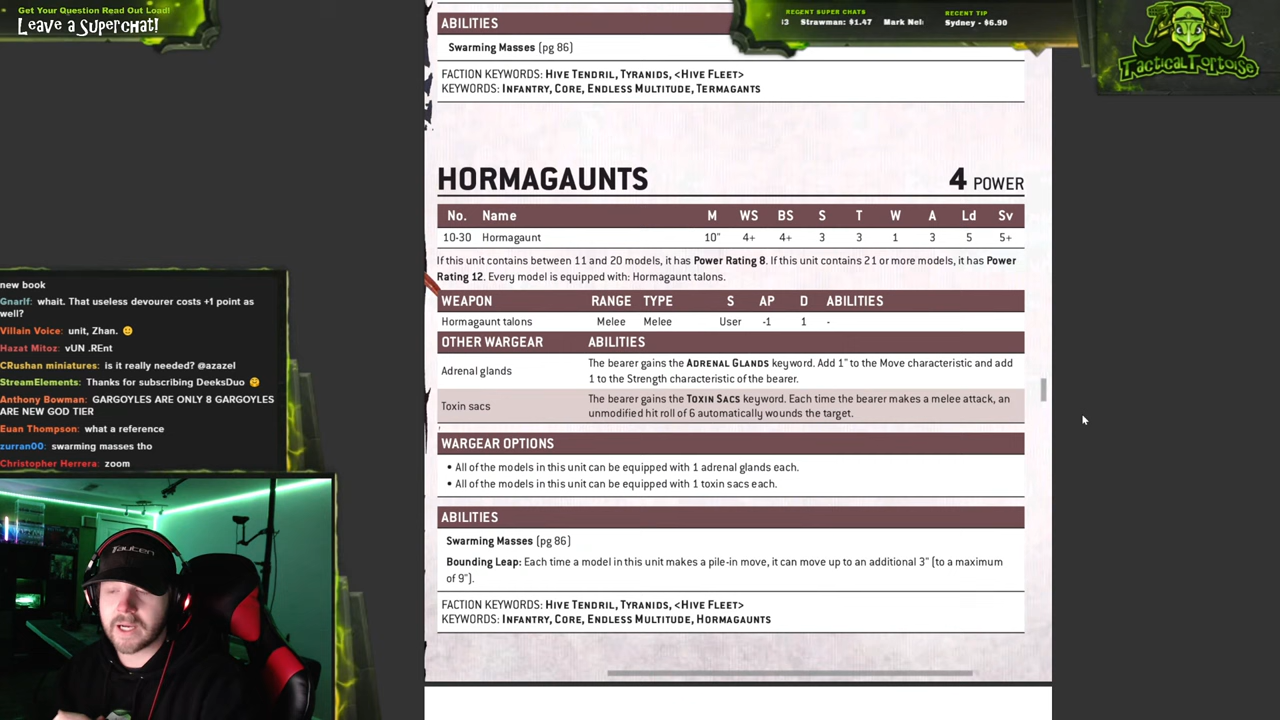 Get Your Question Read Out Load!
Leave a Superchat!
RECENT SUPER CHATS
Strawman: $1.47 Mark Nel
RECENT TIP
Sydney - $6.90
TacticalTortoise
ABILITIES
Swarming Masses (pg 86)
FACTION KEYWORDS: HIVE TENDRIL, TYRANIDS, <HIVE FLEET>
KEYWORDS: INFANTRY, CORE, ENDLESS MULTITUDE, TERMAGANTS
HORMAGAUNTS 4 POWER
No. Name M WS BS S T W A Ld Sv
10-30 Hormagaunt 10" 4+ 4+ 3 3 1 3 5 5+
If this unit contains between 11 and 20 models, it has Power Rating 8. If this unit contains 21 or more models, it has Power
Rating 12. Every model is equipped with: Hormagaunt talons.
WEAPON RANGE TYPE S AP D ABILITIES
Hormagaunt talons Melee Melee User -1 1 -
OTHER WARGEAR ABILITIES
Adrenal glands
The bearer gains the ADRENAL GLANDS keyword. Add 1" to the Move characteristic and add
1 to the Strength characteristic of the bearer.
Toxin sacs
The bearer gains the TOXIN SACS keyword. Each time the bearer makes a melee attack, an
unmodified hit roll of 6 automatically wounds the target.
WARGEAR OPTIONS
• All of the models in this unit can be equipped with 1 adrenal glands each.
• All of the models in this unit can be equipped with 1 toxin sacs each.
ABILITIES
Swarming Masses (pg 86)
Bounding Leap: Each time a model in this unit makes a pile-in move, it can move up to an additional 3" (to a maximum
of 9").
FACTION KEYWORDS: HIVE TENDRIL, TYRANIDS, <HIVE FLEET>
KEYWORDS: INFANTRY, CORE, ENDLESS MULTITUDE, HORMAGAUNTS
new book
Gnarlf: whait. That useless devourer costs +1 point as
well?
Villain Voice: unit, Zhan. 🙂
Hazat Mitoz: vUN .REnt
CRushan miniatures: is it really needed? @azazel
StreamElements: Thanks for subscribing DeeksDuo
Anthony Bowman: GARGOYLES ARE ONLY 8 GARGOYLES
ARE NEW GOD TIER
Euan Thompson: what a reference
zurran00: swarming masses tho
Christopher Herrera: zoom
Tauten